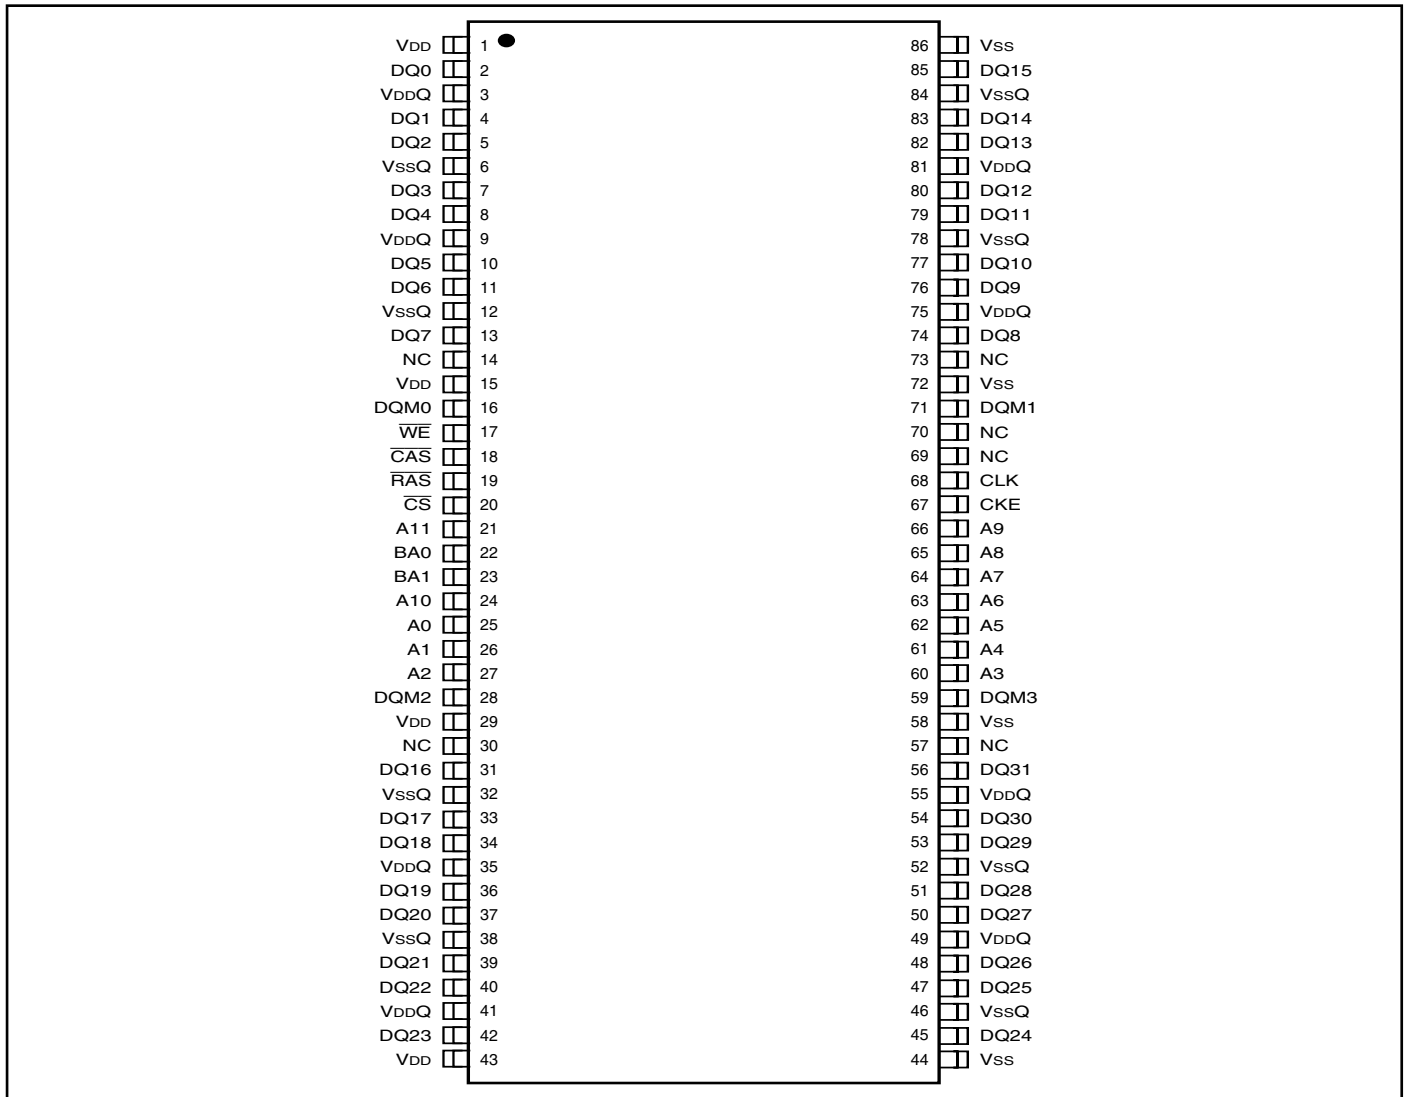 VDD 1 86 VSS
DQ0 2 85 DQ15
VDDQ 3 84 VSSQ
DQ1 4 83 DQ14
DQ2 5 82 DQ13
VSSQ 6 81 VDDQ
DQ3 7 80 DQ12
DQ4 8 79 DQ11
VDDQ 9 78 VSSQ
DQ5 10 77 DQ10
DQ6 11 76 DQ9
VSSQ 12 75 VDDQ
DQ7 13 74 DQ8
NC 14 73 NC
VDD 15 72 VSS
DQM0 16 71 DQM1
W̅E̅ 17 70 NC
C̅A̅S̅ 18 69 NC
R̅A̅S̅ 19 68 CLK
C̅S̅ 20 67 CKE
A11 21 66 A9
BA0 22 65 A8
BA1 23 64 A7
A10 24 63 A6
A0 25 62 A5
A1 26 61 A4
A2 27 60 A3
DQM2 28 59 DQM3
VDD 29 58 VSS
NC 30 57 NC
DQ16 31 56 DQ31
VSSQ 32 55 VDDQ
DQ17 33 54 DQ30
DQ18 34 53 DQ29
VDDQ 35 52 VSSQ
DQ19 36 51 DQ28
DQ20 37 50 DQ27
VSSQ 38 49 VDDQ
DQ21 39 48 DQ26
DQ22 40 47 DQ25
VDDQ 41 46 VSSQ
DQ23 42 45 DQ24
VDD 43 44 VSS